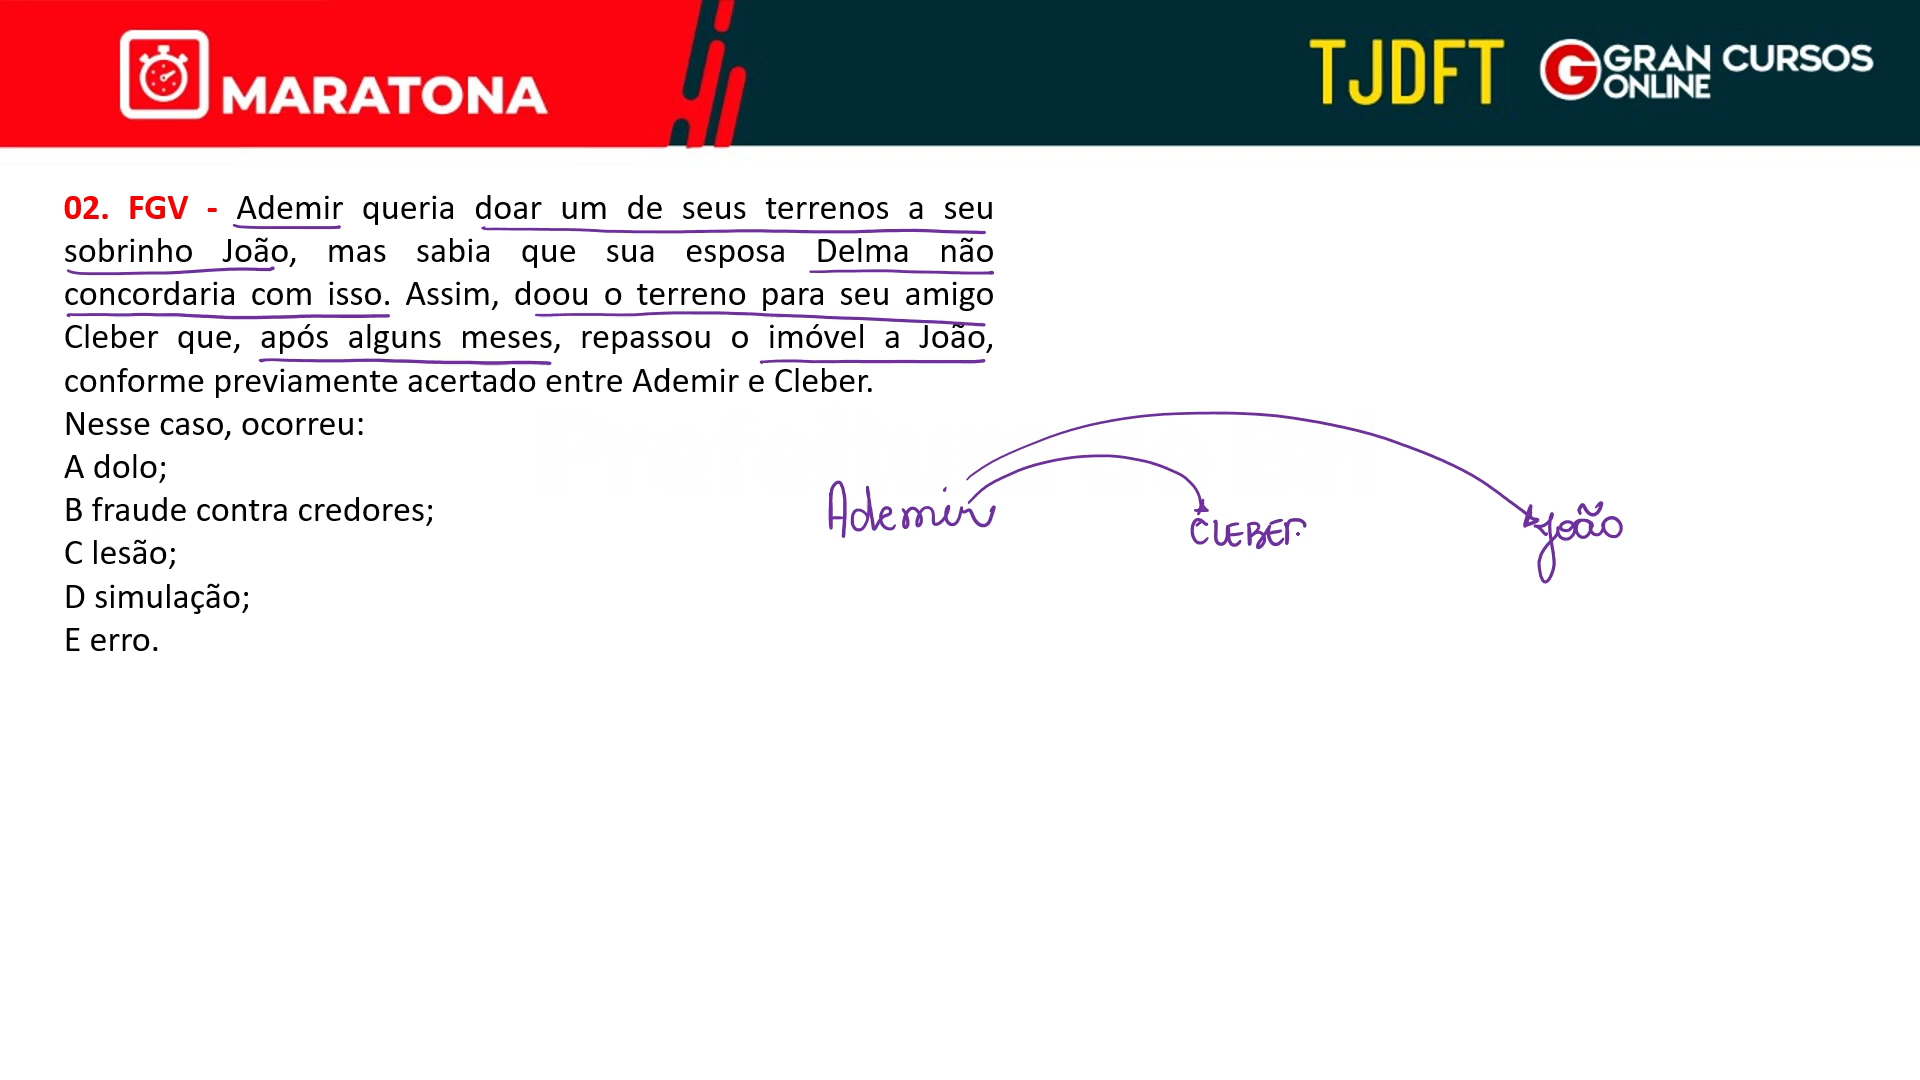 MARATONA
TJDFT
GRAN CURSOS
ONLINE
02. FGV - Ademir queria doar um de seus terrenos a seu
sobrinho João, mas sabia que sua esposa Delma não
concordaria com isso. Assim, doou o terreno para seu amigo
Cleber que, após alguns meses, repassou o imóvel a João,
conforme previamente acertado entre Ademir e Cleber.
Nesse caso, ocorreu:
A dolo;
B fraude contra credores;
C lesão;
D simulação;
E erro.
Ademir
CLEBER
João